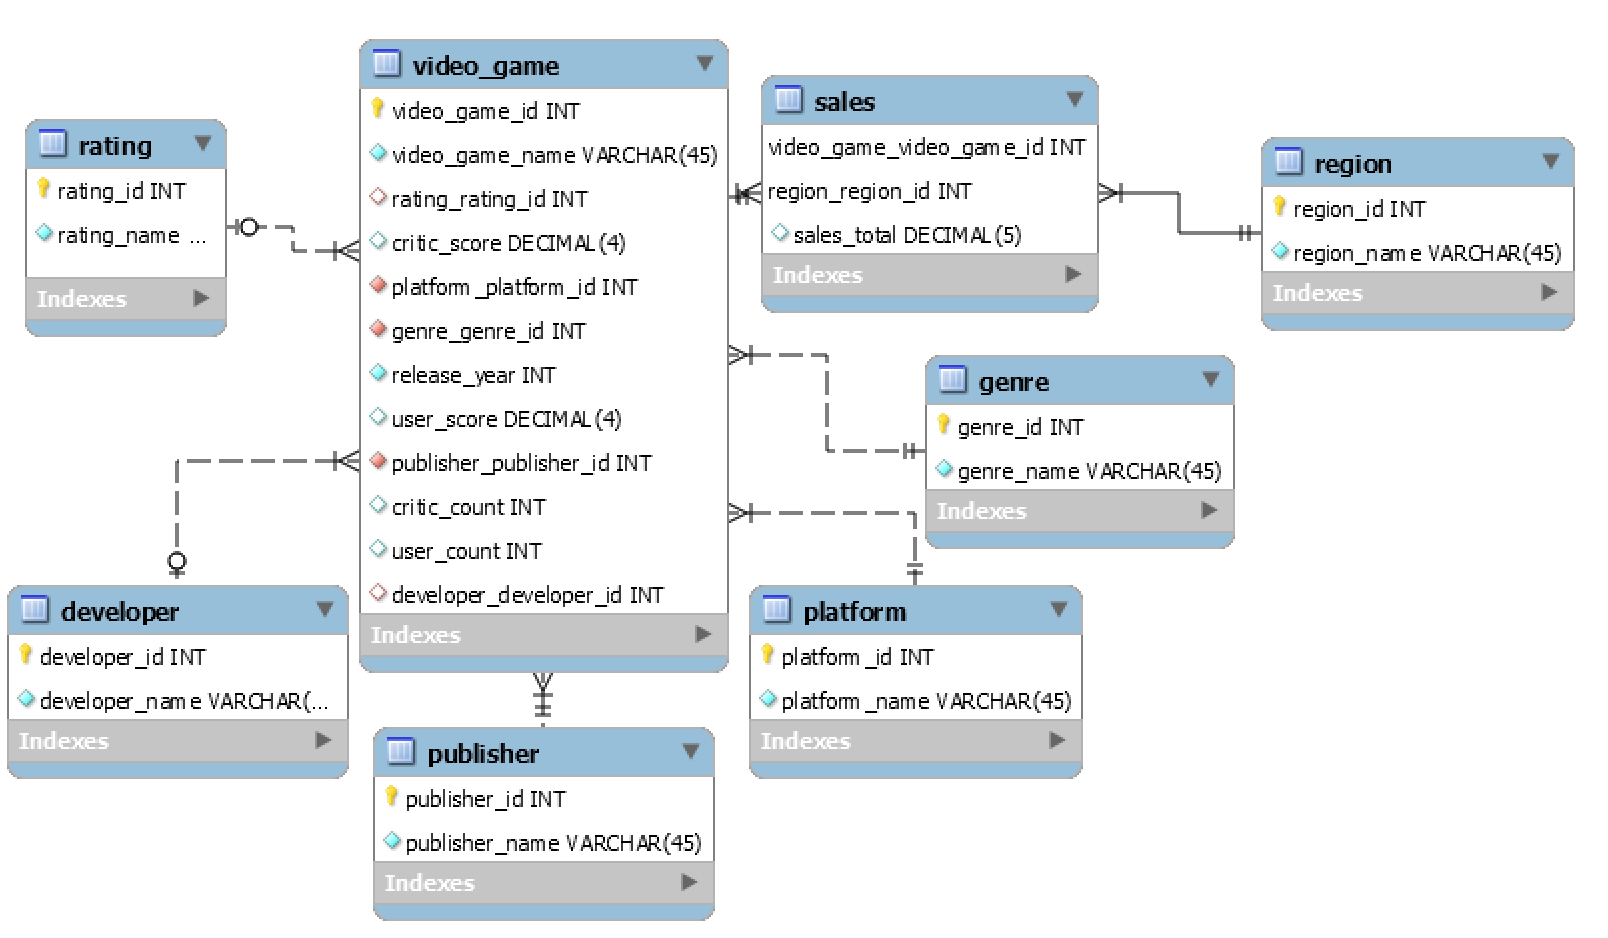 rating
rating_id INT
rating_name ...
Indexes
video_game
video_game_id INT
video_game_name VARCHAR(45)
rating_rating_id INT
critic_score DECIMAL(4)
platform_platform_id INT
genre_genre_id INT
release_year INT
user_score DECIMAL(4)
publisher_publisher_id INT
critic_count INT
user_count INT
developer_developer_id INT
Indexes
sales
video_game_video_game_id INT
region_region_id INT
sales_total DECIMAL(5)
Indexes
region
region_id INT
region_name VARCHAR(45)
Indexes
genre
genre_id INT
genre_name VARCHAR(45)
Indexes
developer
developer_id INT
developer_name VARCHAR(...
Indexes
platform
platform_id INT
platform_name VARCHAR(45)
Indexes
publisher
publisher_id INT
publisher_name VARCHAR(45)
Indexes